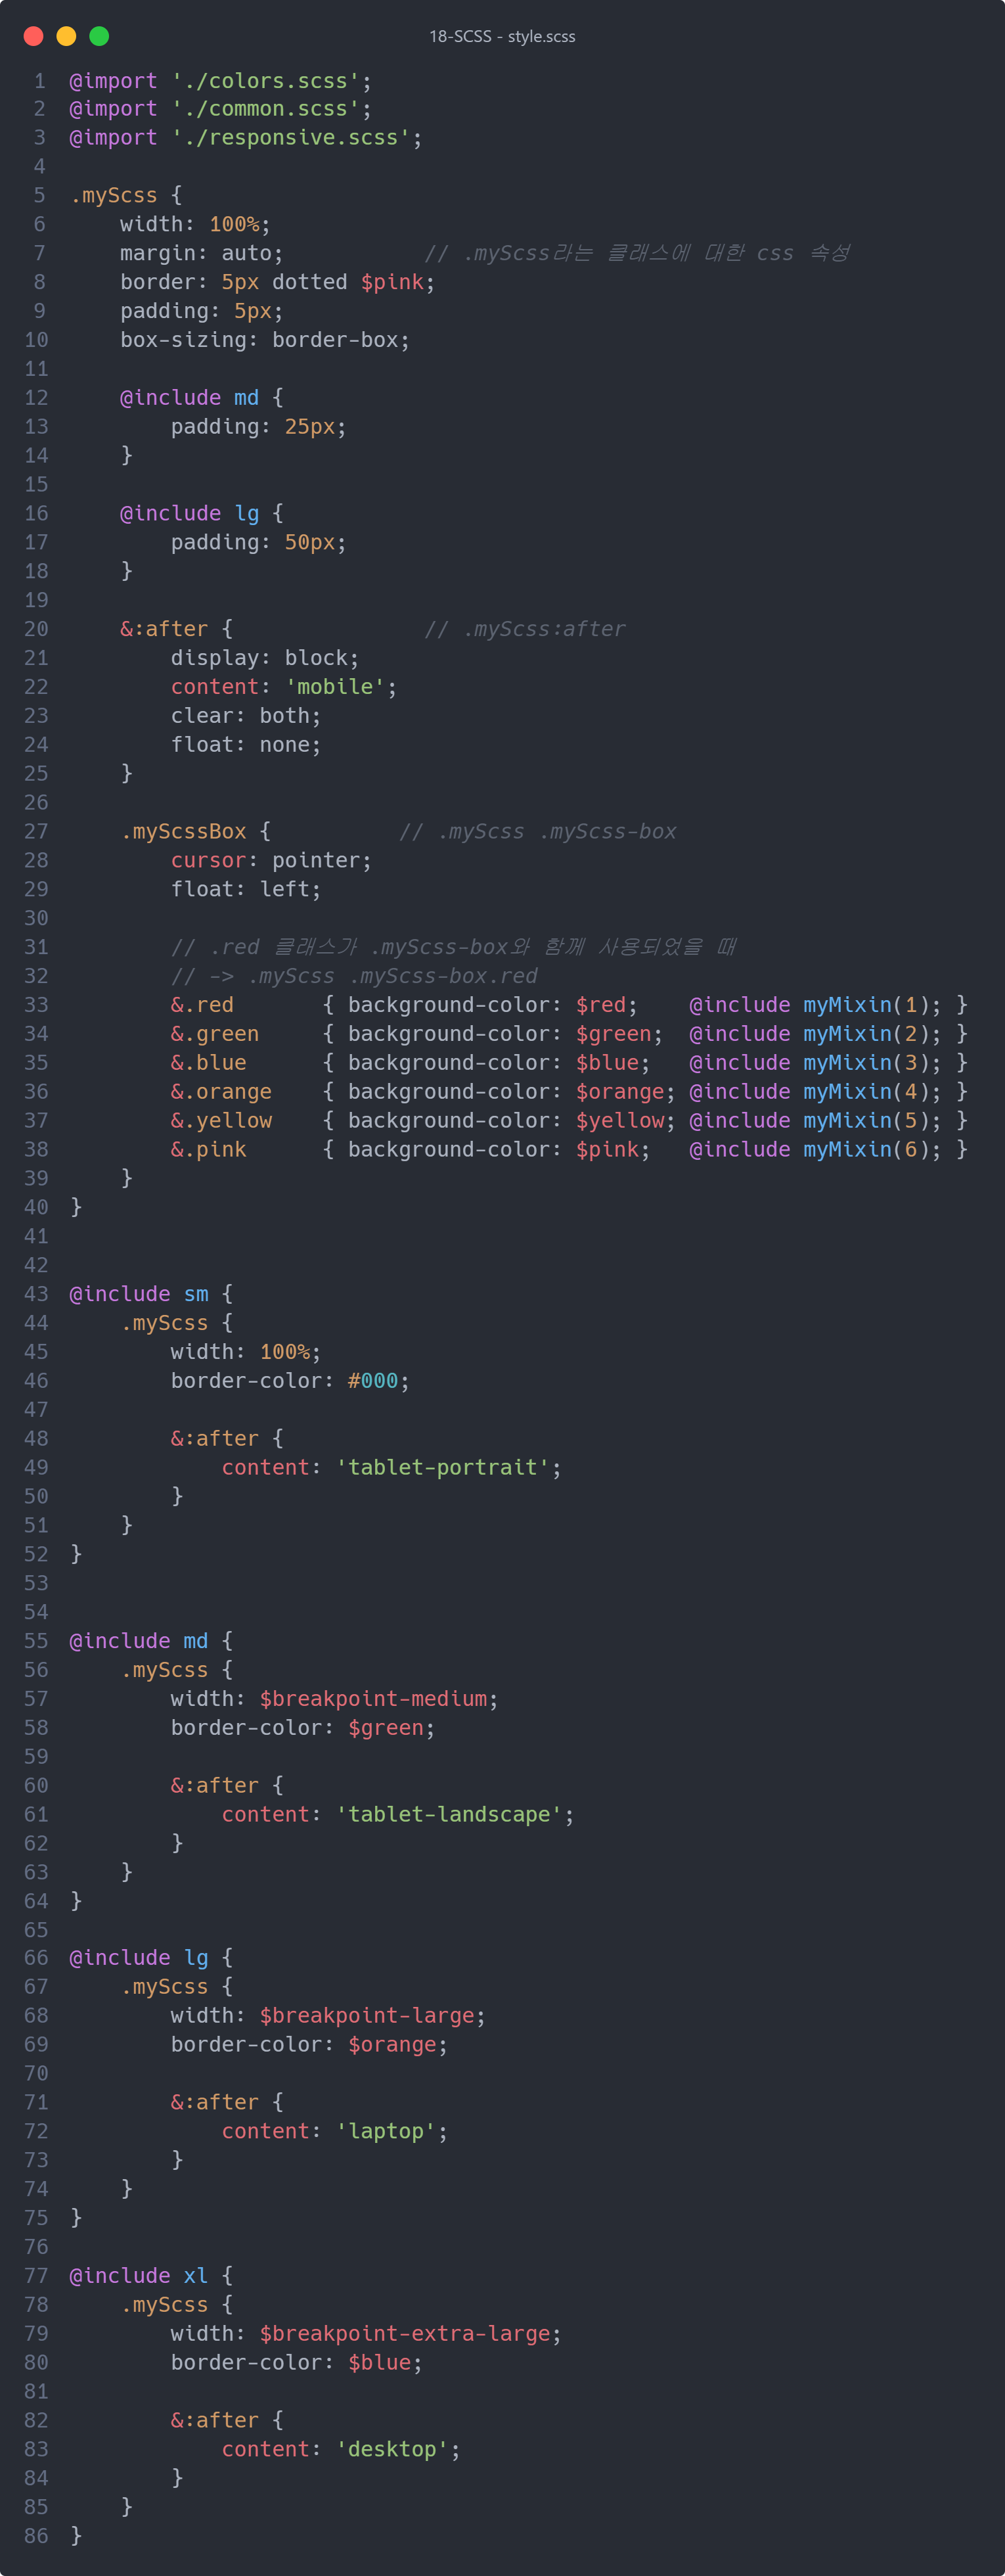 18-SCSS - style.scss
1 @import './colors.scss';
2 @import './common.scss';
3 @import './responsive.scss';
4
5 .myScss {
6     width: 100%;
7     margin: auto;           // .myScss라는 클래스에 대한 css 속성
8     border: 5px dotted $pink;
9     padding: 5px;
10     box-sizing: border-box;
11
12     @include md {
13         padding: 25px;
14     }
15
16     @include lg {
17         padding: 50px;
18     }
19
20     &:after {               // .myScss:after
21         display: block;
22         content: 'mobile';
23         clear: both;
24         float: none;
25     }
26
27     .myScssBox {          // .myScss .myScss-box
28         cursor: pointer;
29         float: left;
30
31         // .red 클래스가 .myScss-box와 함께 사용되었을 때
32         // -> .myScss .myScss-box.red
33         &.red       { background-color: $red;    @include myMixin(1); }
34         &.green     { background-color: $green;  @include myMixin(2); }
35         &.blue      { background-color: $blue;   @include myMixin(3); }
36         &.orange    { background-color: $orange; @include myMixin(4); }
37         &.yellow    { background-color: $yellow; @include myMixin(5); }
38         &.pink      { background-color: $pink;   @include myMixin(6); }
39     }
40 }
41
42
43 @include sm {
44     .myScss {
45         width: 100%;
46         border-color: #000;
47
48         &:after {
49             content: 'tablet-portrait';
50         }
51     }
52 }
53
54
55 @include md {
56     .myScss {
57         width: $breakpoint-medium;
58         border-color: $green;
59
60         &:after {
61             content: 'tablet-landscape';
62         }
63     }
64 }
65
66 @include lg {
67     .myScss {
68         width: $breakpoint-large;
69         border-color: $orange;
70
71         &:after {
72             content: 'laptop';
73         }
74     }
75 }
76
77 @include xl {
78     .myScss {
79         width: $breakpoint-extra-large;
80         border-color: $blue;
81
82         &:after {
83             content: 'desktop';
84         }
85     }
86 }